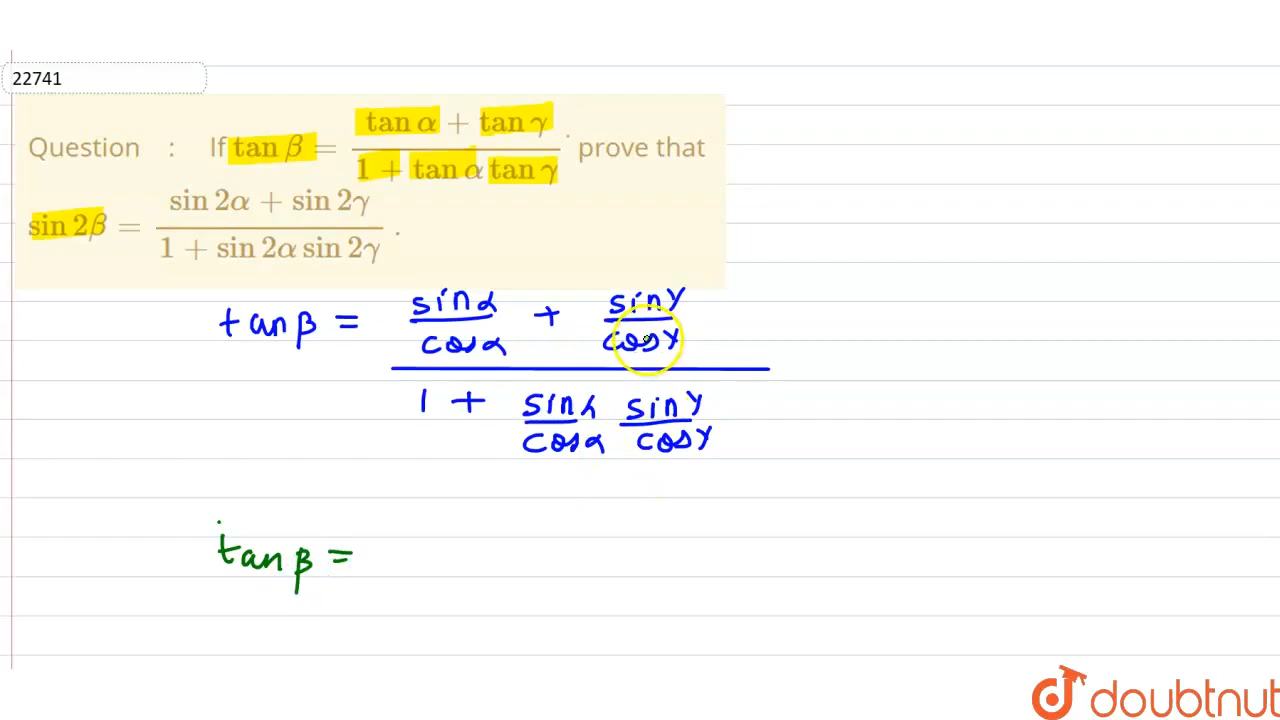 22741
Question : If tan β = (tan α + tan γ)/(1 + tan α tan γ) . prove that
sin 2β = (sin 2α + sin 2γ)/(1 + sin 2α sin 2γ) .
tan β = (sin α/cos α + sin γ/cos γ)/(1 + sin α/cos α sin γ/cos γ)
tan β =
doubtnut